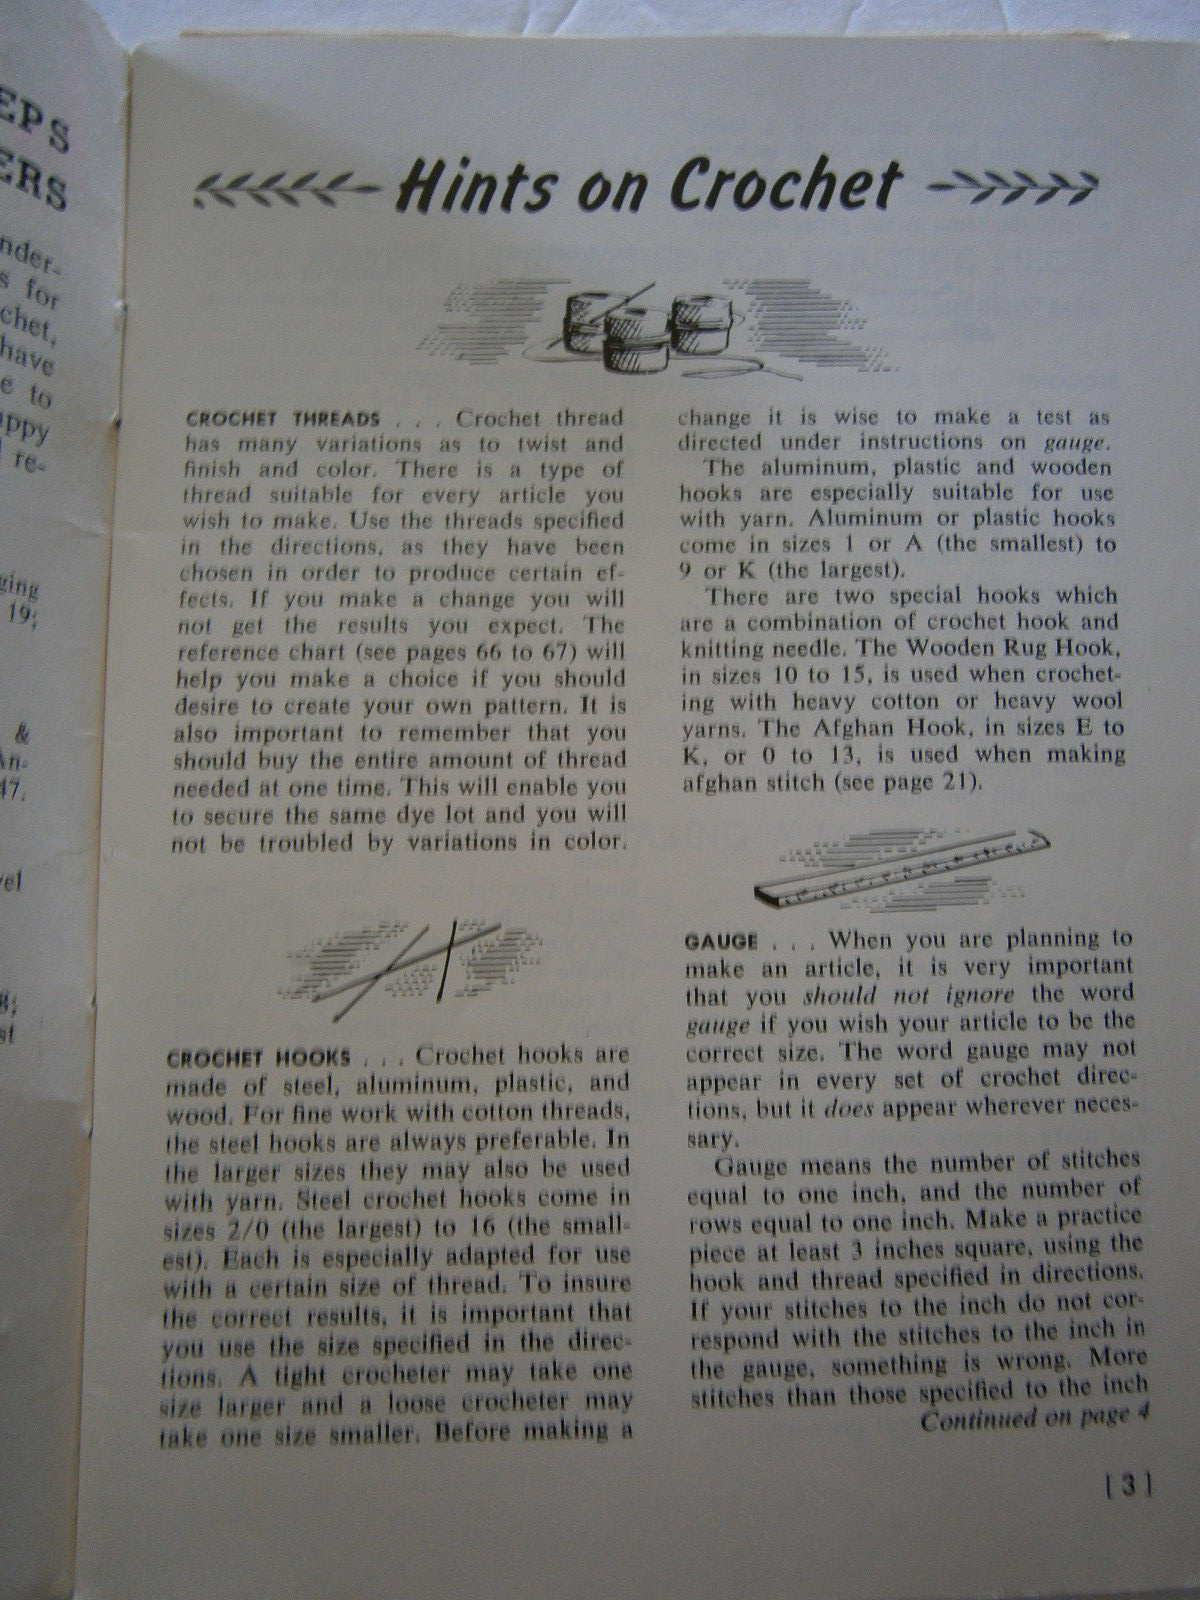 EPS
ERS
nder-
s for
chet,
have
e to
appy
re-
ging
19;
&
An-
47.
vel
8;
st
Hints on Crochet
CROCHET THREADS . . . Crochet thread
has many variations as to twist and
finish and color. There is a type of
thread suitable for every article you
wish to make. Use the threads specified
in the directions, as they have been
chosen in order to produce certain ef-
fects. If you make a change you will
not get the results you expect. The
reference chart (see pages 66 to 67) will
help you make a choice if you should
desire to create your own pattern. It is
also important to remember that you
should buy the entire amount of thread
needed at one time. This will enable you
to secure the same dye lot and you will
not be troubled by variations in color.
CROCHET HOOKS . . . Crochet hooks are
made of steel, aluminum, plastic, and
wood. For fine work with cotton threads,
the steel hooks are always preferable. In
the larger sizes they may also be used
with yarn. Steel crochet hooks come in
sizes 2/0 (the largest) to 16 (the small-
est). Each is especially adapted for use
with a certain size of thread. To insure
the correct results, it is important that
you use the size specified in the direc-
tions. A tight crocheter may take one
size larger and a loose crocheter may
take one size smaller. Before making a
change it is wise to make a test as
directed under instructions on gauge.
The aluminum, plastic and wooden
hooks are especially suitable for use
with yarn. Aluminum or plastic hooks
come in sizes 1 or A (the smallest) to
9 or K (the largest).
There are two special hooks which
are a combination of crochet hook and
knitting needle. The Wooden Rug Hook,
in sizes 10 to 15, is used when crochet-
ing with heavy cotton or heavy wool
yarns. The Afghan Hook, in sizes E to
K, or 0 to 13, is used when making
afghan stitch (see page 21).
GAUGE . . . When you are planning to
make an article, it is very important
that you should not ignore the word
gauge if you wish your article to be the
correct size. The word gauge may not
appear in every set of crochet direc-
tions, but it does appear wherever neces-
sary.
Gauge means the number of stitches
equal to one inch, and the number of
rows equal to one inch. Make a practice
piece at least 3 inches square, using the
hook and thread specified in directions.
If your stitches to the inch do not cor-
respond with the stitches to the inch in
the gauge, something is wrong. More
stitches than those specified to the inch
Continued on page 4
[ 3 ]